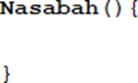 Nasabah() {
}